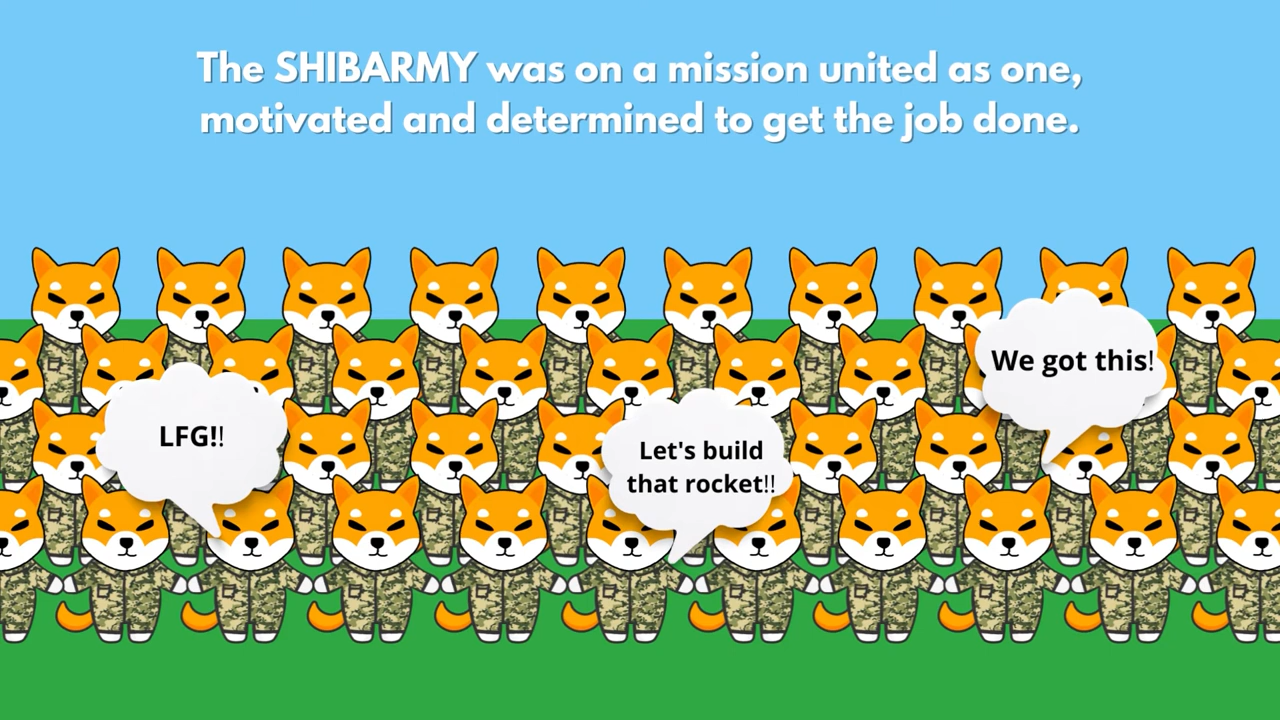 The SHIBARMY was on a mission united as one,
motivated and determined to get the job done.
We got this!
LFG!!
Let's build
that rocket!!